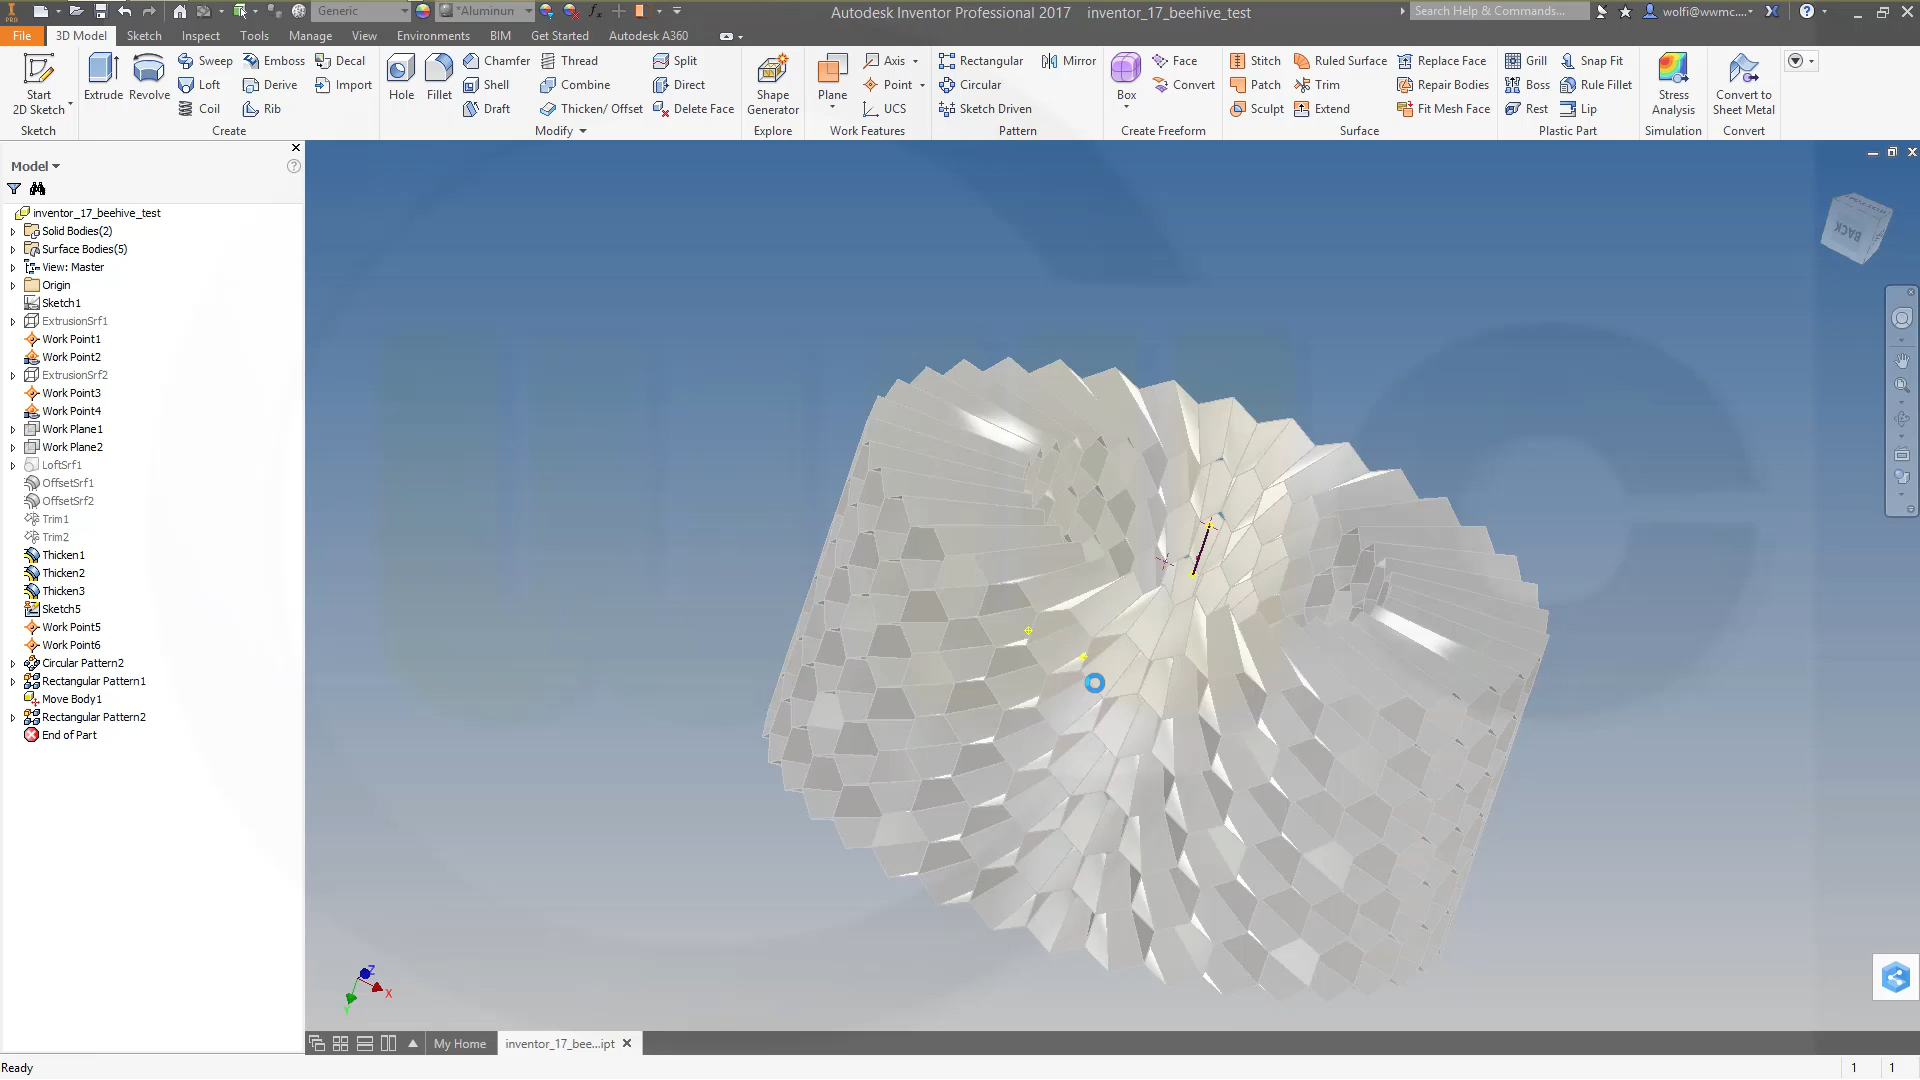 Generic
*Aluminun
Autodesk Inventor Professional 2017 inventor_17_beehive_test
Search Help & Commands...
wolfi@wwmc....
PRO
File 3D Model Sketch Inspect Tools Manage View Environments BIM Get Started Autodesk A360
Start
2D Sketch
Sketch
Extrude Revolve
Sweep Emboss Decal
Loft Derive Import
Coil Rib
Create
Hole Fillet
Chamfer Thread Split
Shell Combine Direct
Draft Thicken/ Offset Delete Face
Modify
Shape
Generator
Explore
Plane
Axis
Point
UCS
Work Features
Rectangular Mirror
Circular
Sketch Driven
Pattern
Box
Face
Convert
Create Freeform
Stitch Ruled Surface Replace Face
Patch Trim Repair Bodies
Sculpt Extend Fit Mesh Face
Surface
Grill Snap Fit
Boss Rule Fillet
Rest Lip
Plastic Part
Stress
Analysis
Simulation
Convert to
Sheet Metal
Convert
Model
inventor_17_beehive_test
Solid Bodies(2)
Surface Bodies(5)
View: Master
Origin
Sketch1
ExtrusionSrf1
Work Point1
Work Point2
ExtrusionSrf2
Work Point3
Work Point4
Work Plane1
Work Plane2
LoftSrf1
OffsetSrf1
OffsetSrf2
Trim1
Trim2
Thicken1
Thicken2
Thicken3
Sketch5
Work Point5
Work Point6
Circular Pattern2
Rectangular Pattern1
Move Body1
Rectangular Pattern2
End of Part
BACK
Z
X
Y
My Home
inventor_17_bee...ipt
Ready
1 1